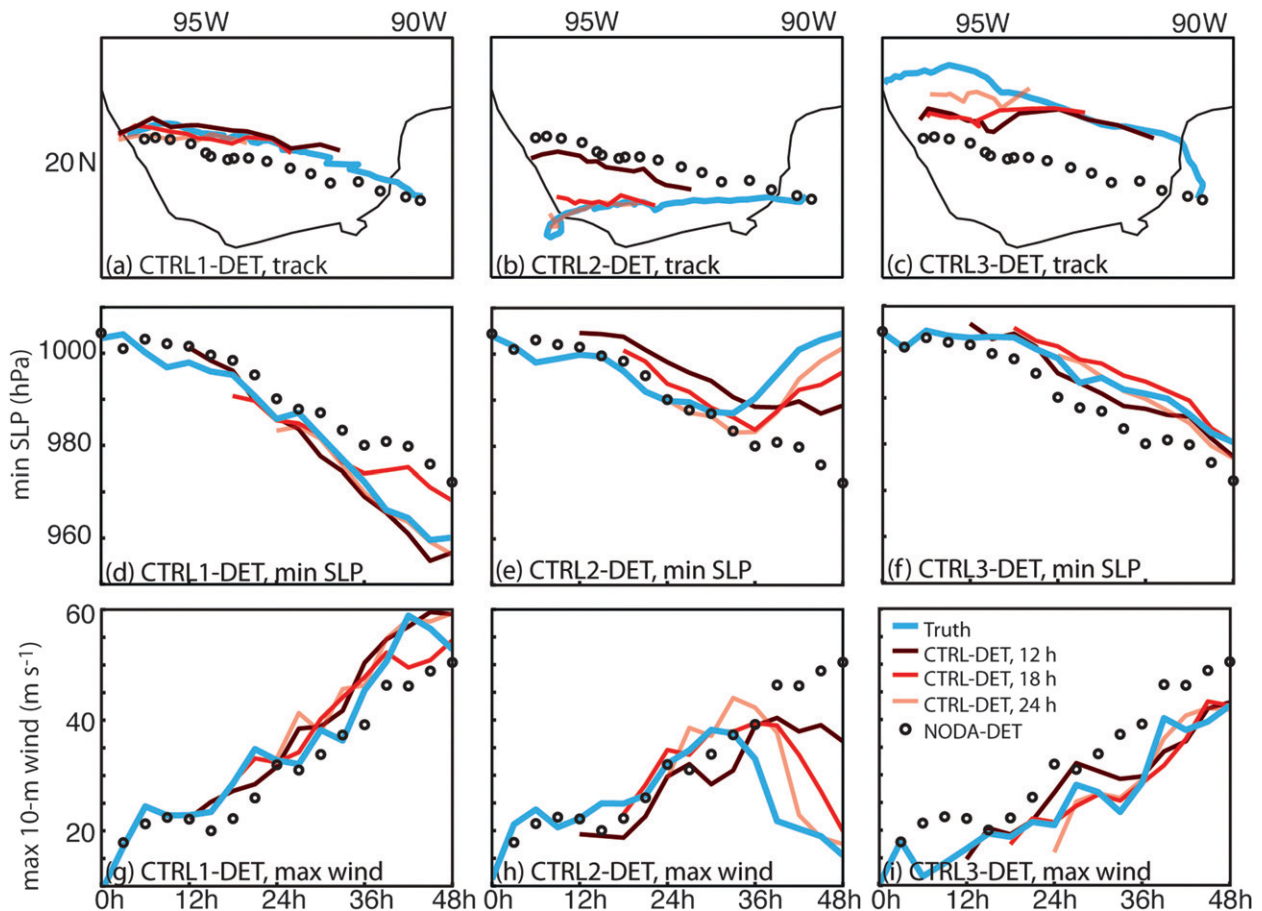 95W 90W 95W 90W 95W 90W
20N
(a) CTRL1-DET, track (b) CTRL2-DET, track (c) CTRL3-DET, track
min SLP (hPa)
1000
980
960
(d) CTRL1-DET, min SLP (e) CTRL2-DET, min SLP (f) CTRL3-DET, min SLP
max 10-m wind (m s-1)
60
40
20
Truth
CTRL-DET, 12 h
CTRL-DET, 18 h
CTRL-DET, 24 h
NODA-DET
(g) CTRL1-DET, max wind (h) CTRL2-DET, max wind (i) CTRL3-DET, max wind
0h 12h 24h 36h 48h 0h 12h 24h 36h 48h 0h 12h 24h 36h 48h